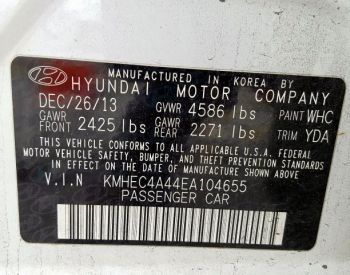 MANUFACTURED IN KOREA BY
HYUNDAI MOTOR COMPANY
DEC/26/13 GVWR 4586 lbs PAINT WHC
GAWR FRONT 2425 lbs GAWR REAR 2271 lbs TRIM YDA
THIS VEHICLE CONFORMS TO ALL APPLICABLE U.S.A. FEDERAL
MOTOR VEHICLE SAFETY, BUMPER, AND THEFT PREVENTION STANDARDS
IN EFFECT ON THE DATE OF MANUFACTURE SHOWN ABOVE.
V.I.N KMHEC4A44EA104655
PASSENGER CAR